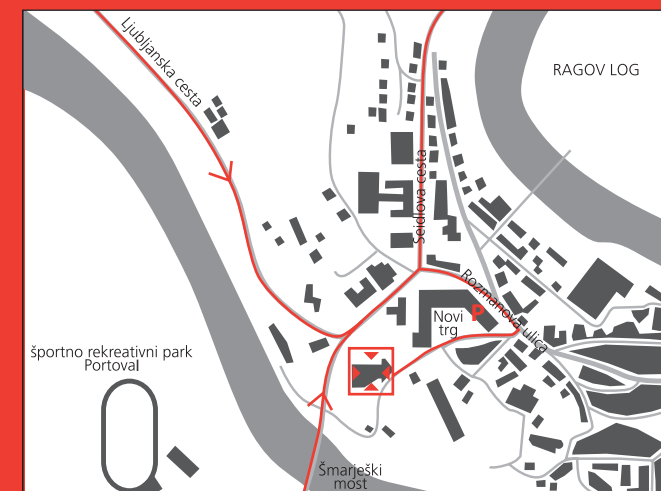 Ljubljanska cesta
RAGOV LOG
Seidlova cesta
Rozmanova ulica
P
Novi
trg
športno rekreativni park
Portoval
Šmarješki
most